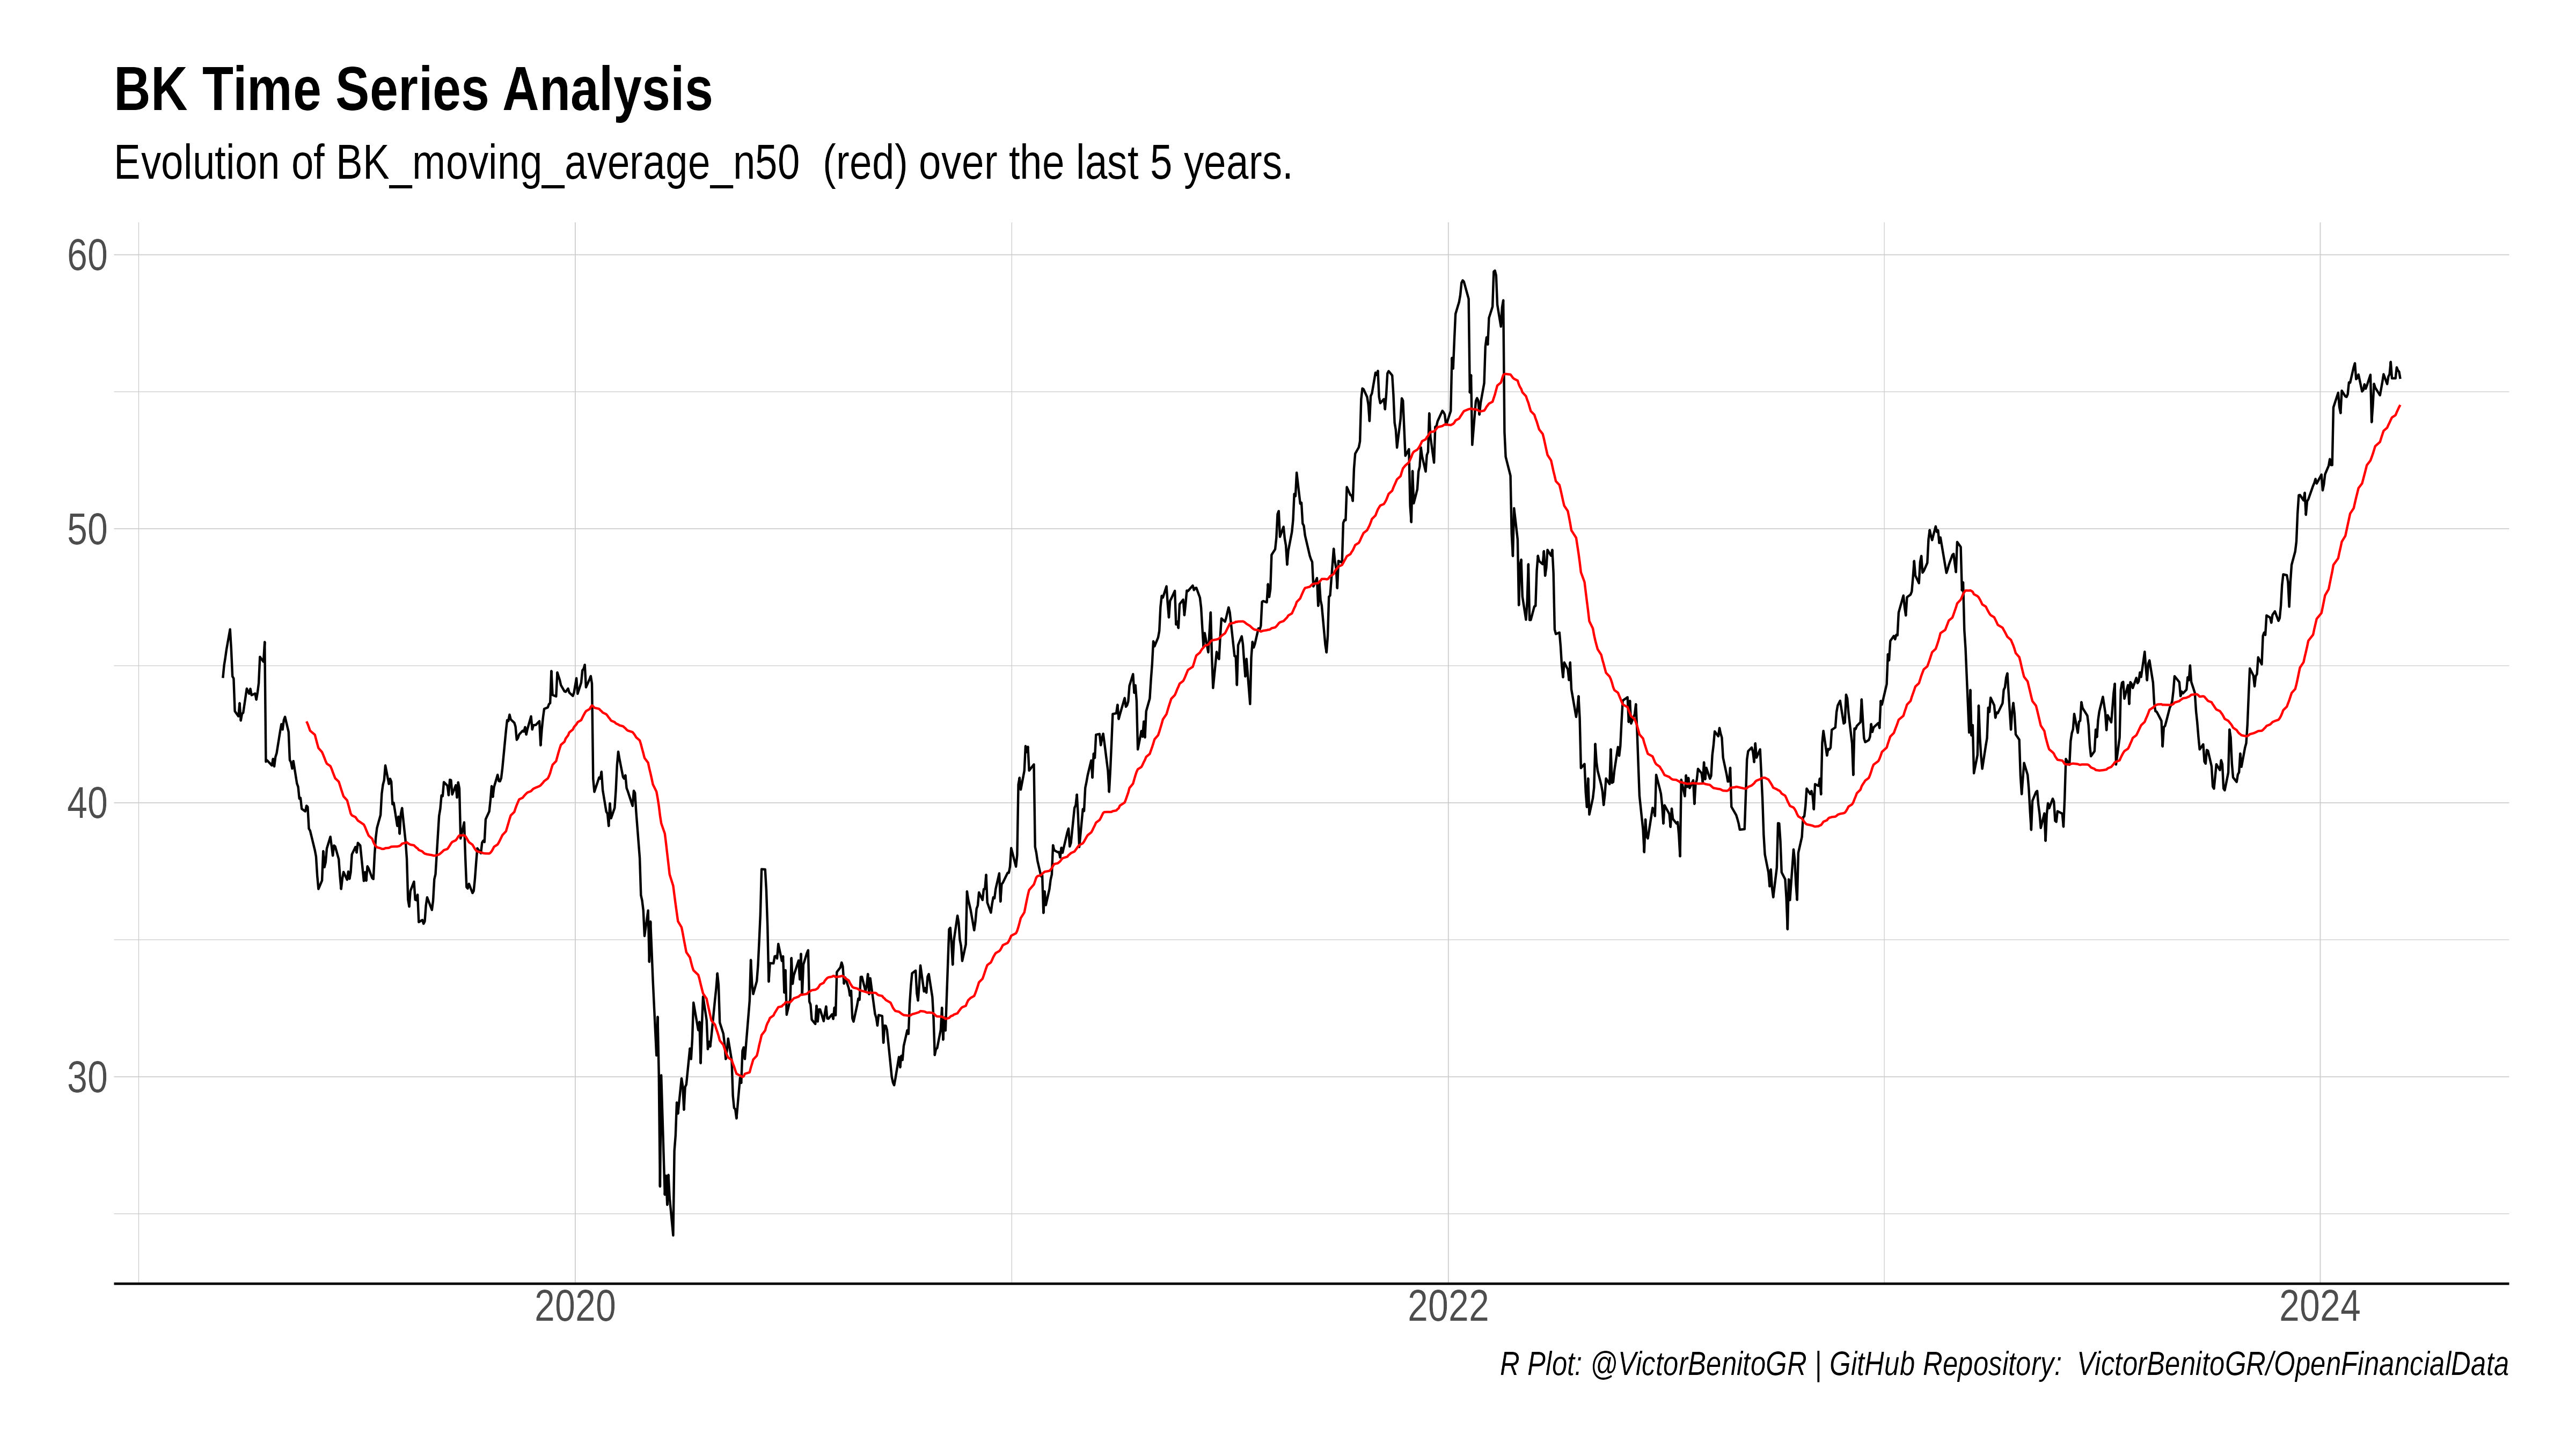 BK Time Series Analysis
Evolution of BK_moving_average_n50  (red) over the last 5 years.
60
50
40
30
2020 2022 2024
R Plot: @VictorBenitoGR | GitHub Repository:  VictorBenitoGR/OpenFinancialData